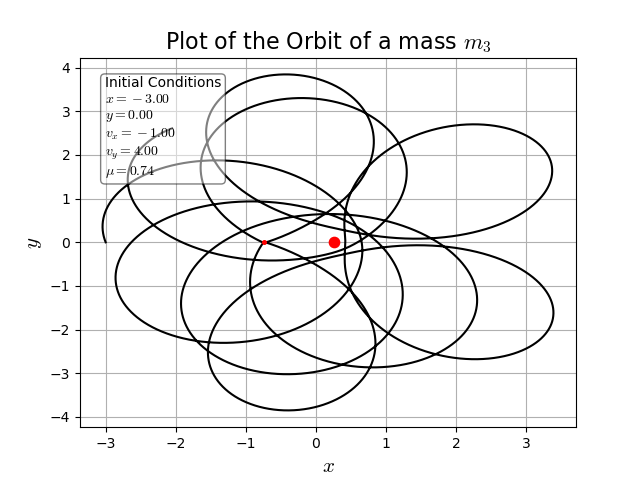 Plot of the Orbit of a mass m₃
Initial Conditions
x = −3.00
y = 0.00
vₓ = −1.00
v_y = 4.00
μ = 0.74
4
3
2
1
0
−1
−2
−3
−4
y
−3 −2 −1 0 1 2 3
x